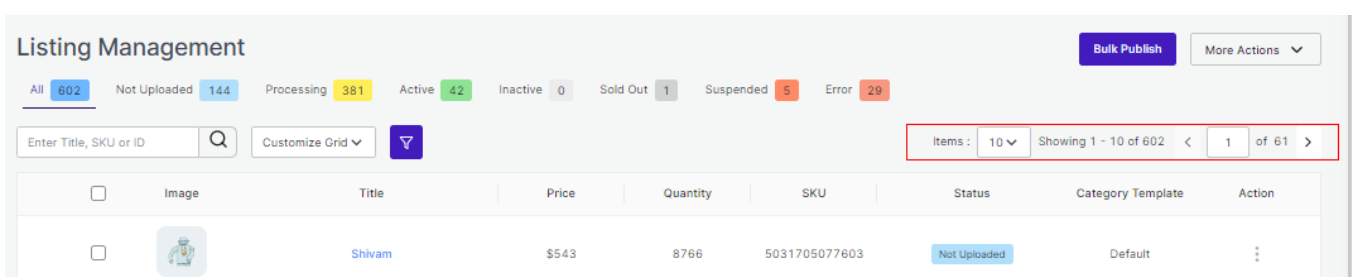 Listing Management
Bulk Publish
More Actions
All 602 Not Uploaded 144 Processing 381 Active 42 Inactive 0 Sold Out 1 Suspended 5 Error 29
Enter Title, SKU or ID Customize Grid Items : 10 Showing 1 - 10 of 602 < 1 of 61 >
Image Title Price Quantity SKU Status Category Template Action
Shivam $543 8766 5031705077603 Not Uploaded Default